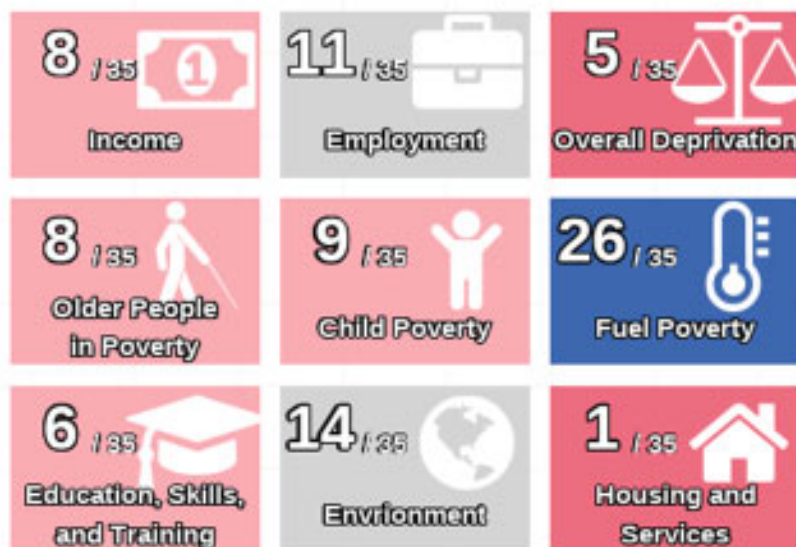 8 / 35
1
Income
11 / 35
Employment
5 / 35
Overall Deprivation
8 / 35
Older People
in Poverty
9 / 35
Child Poverty
26 / 35
Fuel Poverty
6 / 35
Education, Skills,
and Training
14 / 35
Envrionment
1 / 35
Housing and
Services